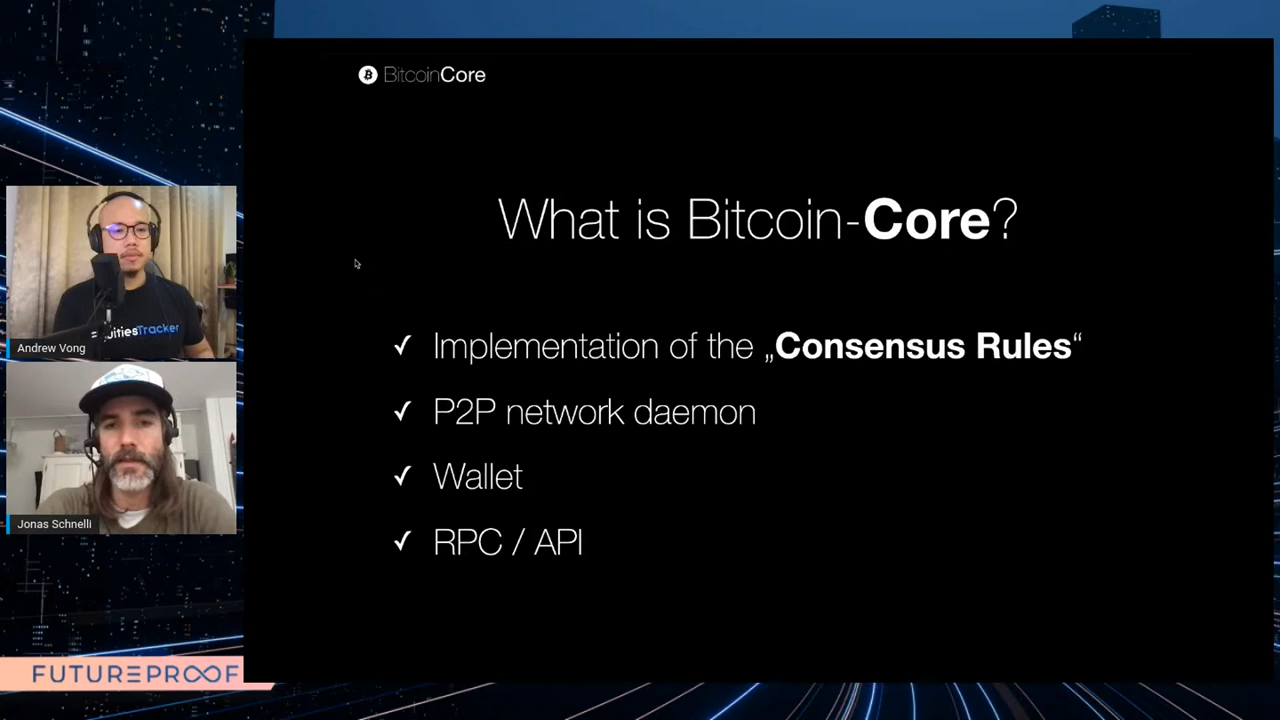 BitcoinCore
What is Bitcoin-Core?
✓ Implementation of the „Consensus Rules“
✓ P2P network daemon
✓ Wallet
✓ RPC / API
uitiesTracker
Andrew Vong
Jonas Schnelli
FUTUREPROOF